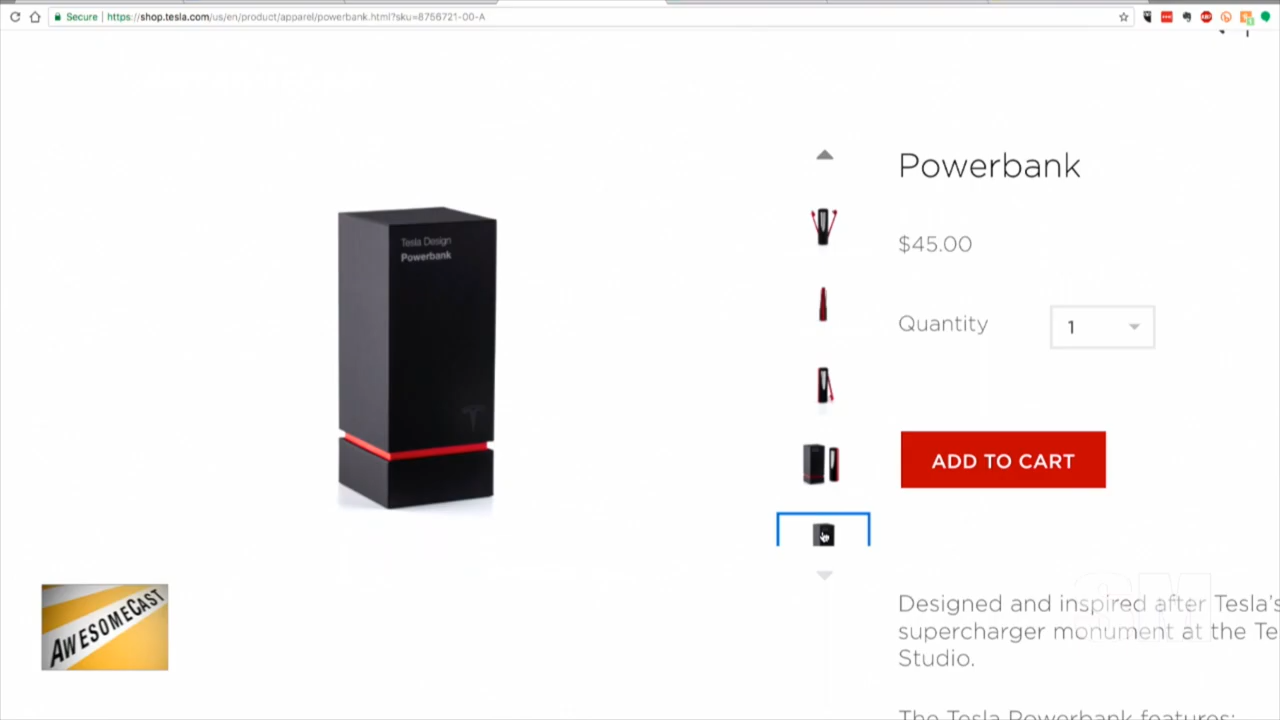 Secure https://shop.tesla.com/us/en/product/apparel/powerbank.html?sku=8756721-00-A
Powerbank
$45.00
Tesla Design
Powerbank
Quantity 1
ADD TO CART
AWESOMECAST
Designed and inspired after Tesla's
supercharger monument at the Te
Studio.
The Tesla Powerbank features: